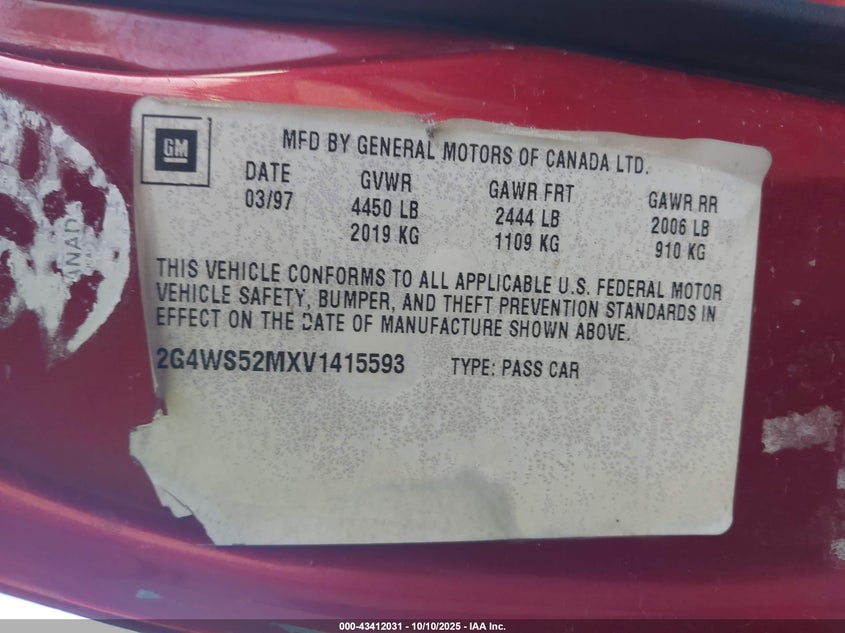 GM
MFD BY GENERAL MOTORS OF CANADA LTD.
DATE GVWR GAWR FRT GAWR RR
03/97 4450 LB 2444 LB 2006 LB
2019 KG 1109 KG 910 KG
THIS VEHICLE CONFORMS TO ALL APPLICABLE U.S. FEDERAL MOTOR
VEHICLE SAFETY, BUMPER, AND THEFT PREVENTION STANDARDS IN
EFFECT ON THE DATE OF MANUFACTURE SHOWN ABOVE.
2G4WS52MXV1415593 TYPE: PASS CAR
ANAD
000-43412031 - 10/10/2025 - IAA Inc.